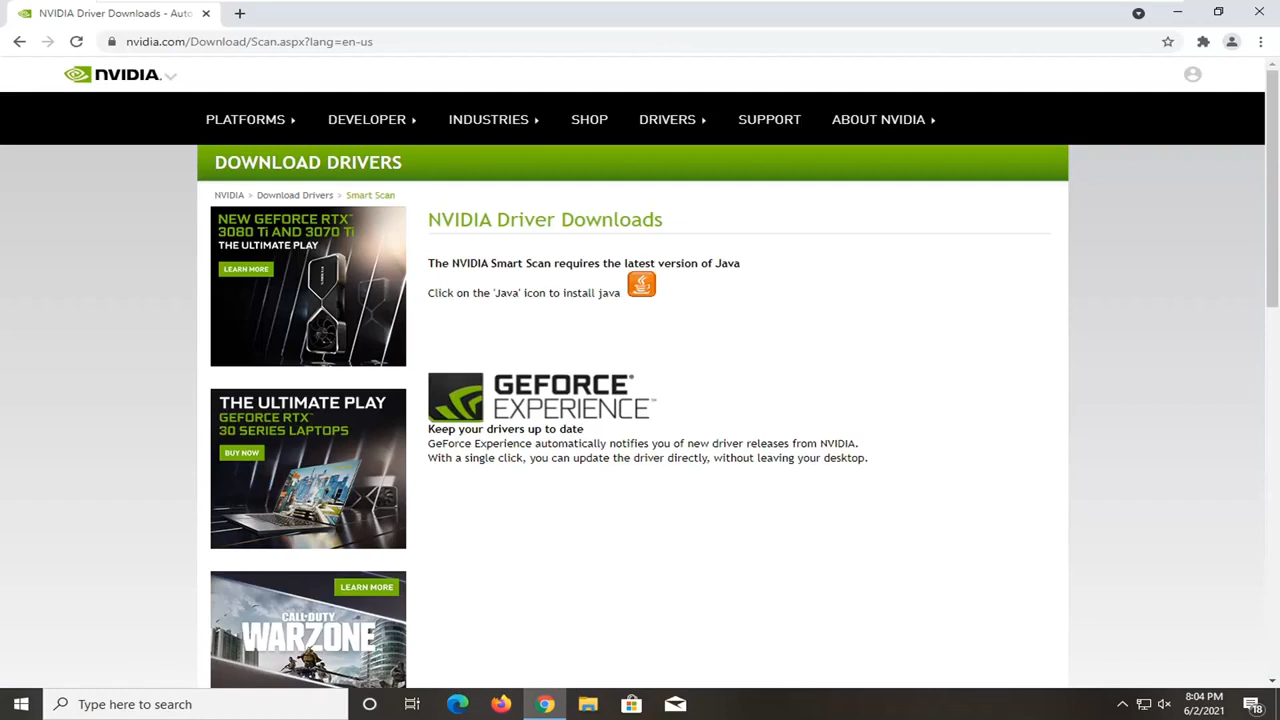 NVIDIA Driver Downloads - Auto
nvidia.com/Download/Scan.aspx?lang=en-us
NVIDIA.
PLATFORMS DEVELOPER INDUSTRIES SHOP DRIVERS SUPPORT ABOUT NVIDIA
DOWNLOAD DRIVERS
NVIDIA > Download Drivers > Smart Scan
NEW GEFORCE RTX™
3080 Ti AND 3070 Ti
THE ULTIMATE PLAY
LEARN MORE
THE ULTIMATE PLAY
GEFORCE RTX™
30 SERIES LAPTOPS
BUY NOW
LEARN MORE
CALL OF DUTY
WARZONE
NVIDIA Driver Downloads
The NVIDIA Smart Scan requires the latest version of Java
Click on the 'Java' icon to install java
GEFORCE®
EXPERIENCE™
Keep your drivers up to date
GeForce Experience automatically notifies you of new driver releases from NVIDIA.
With a single click, you can update the driver directly, without leaving your desktop.
Type here to search
8:04 PM
6/2/2021
18